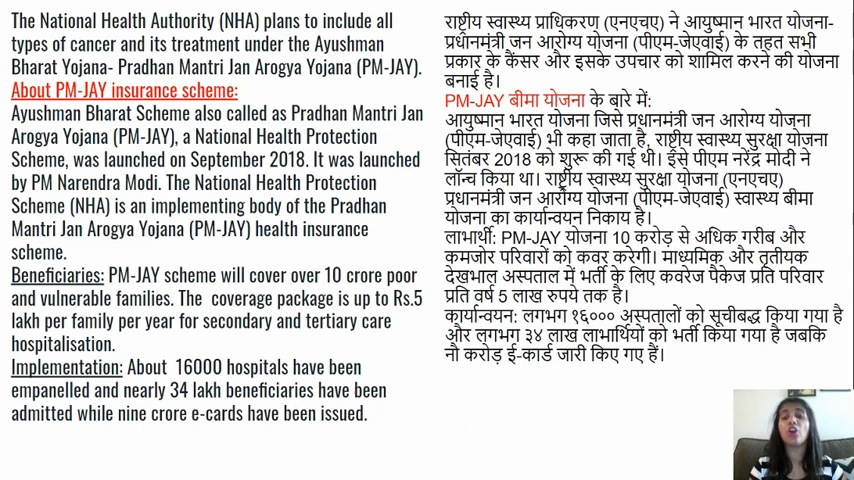 The National Health Authority (NHA) plans to include all
types of cancer and its treatment under the Ayushman
Bharat Yojana- Pradhan Mantri Jan Arogya Yojana (PM-JAY).
About PM-JAY insurance scheme:
Ayushman Bharat Scheme also called as Pradhan Mantri Jan
Arogya Yojana (PM-JAY), a National Health Protection
Scheme, was launched on September 2018. It was launched
by PM Narendra Modi. The National Health Protection
Scheme (NHA) is an implementing body of the Pradhan
Mantri Jan Arogya Yojana (PM-JAY) health insurance
scheme.
Beneficiaries: PM-JAY scheme will cover over 10 crore poor
and vulnerable families. The coverage package is up to Rs.5
lakh per family per year for secondary and tertiary care
hospitalisation.
Implementation: About 16000 hospitals have been
empanelled and nearly 34 lakh beneficiaries have been
admitted while nine crore e-cards have been issued.
राष्ट्रीय स्वास्थ्य प्राधिकरण (एनएचए) ने आयुष्मान भारत योजना-
प्रधानमंत्री जन आरोग्य योजना (पीएम-जेएवाई) के तहत सभी
प्रकार के कैंसर और इसके उपचार को शामिल करने की योजना
बनाई है।
PM-JAY बीमा योजना के बारे में:
आयुष्मान भारत योजना जिसे प्रधानमंत्री जन आरोग्य योजना
(पीएम-जेएवाई) भी कहा जाता है, राष्ट्रीय स्वास्थ्य सुरक्षा योजना
सितंबर 2018 को शुरू की गई थी। इसे पीएम नरेंद्र मोदी ने
लॉन्च किया था। राष्ट्रीय स्वास्थ्य सुरक्षा योजना (एनएचए)
प्रधानमंत्री जन आरोग्य योजना (पीएम-जेएवाई) स्वास्थ्य बीमा
योजना का कार्यान्वयन निकाय है।
लाभार्थी: PM-JAY योजना 10 करोड़ से अधिक गरीब और
कमजोर परिवारों को कवर करेगी। माध्यमिक और तृतीयक
देखभाल अस्पताल में भर्ती के लिए कवरेज पैकेज प्रति परिवार
प्रति वर्ष 5 लाख रुपये तक है।
कार्यान्वयन: लगभग १६००० अस्पतालों को सूचीबद्ध किया गया है
और लगभग ३४ लाख लाभार्थियों को भर्ती किया गया है जबकि
नौ करोड़ ई-कार्ड जारी किए गए हैं।